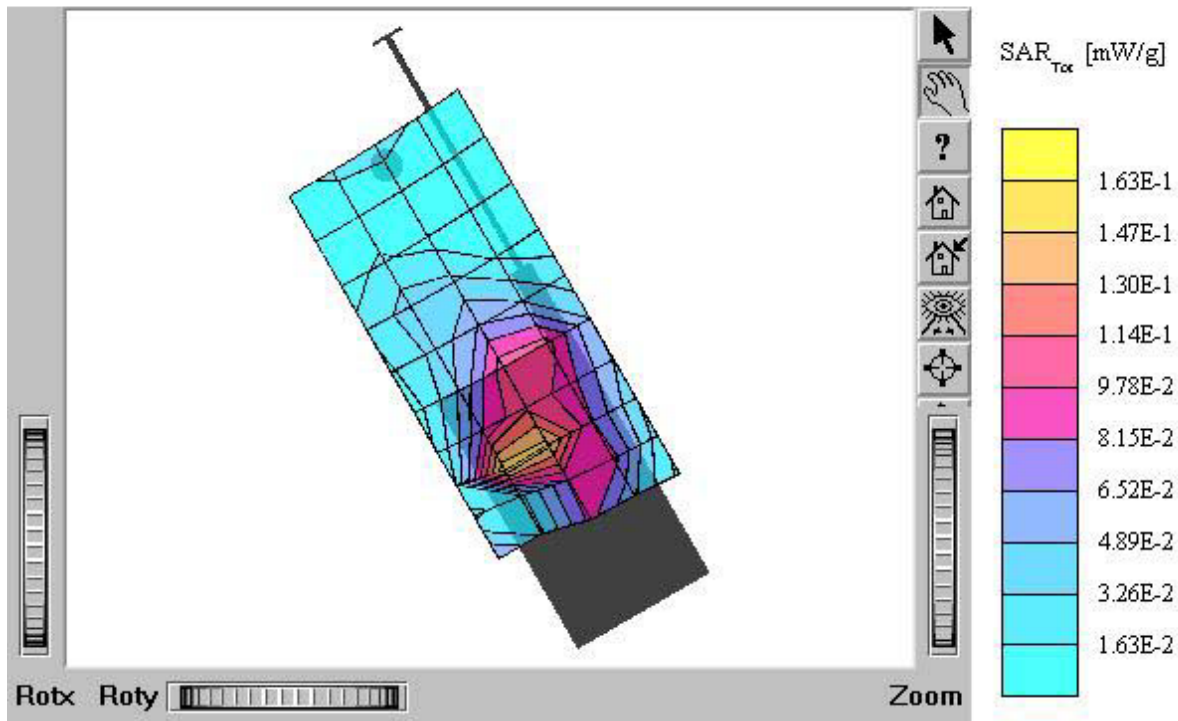 SAR_Tot [mW/g]
?
1.63E-1
1.47E-1
1.30E-1
1.14E-1
9.78E-2
8.15E-2
6.52E-2
4.89E-2
3.26E-2
1.63E-2
Rotx Roty Zoom